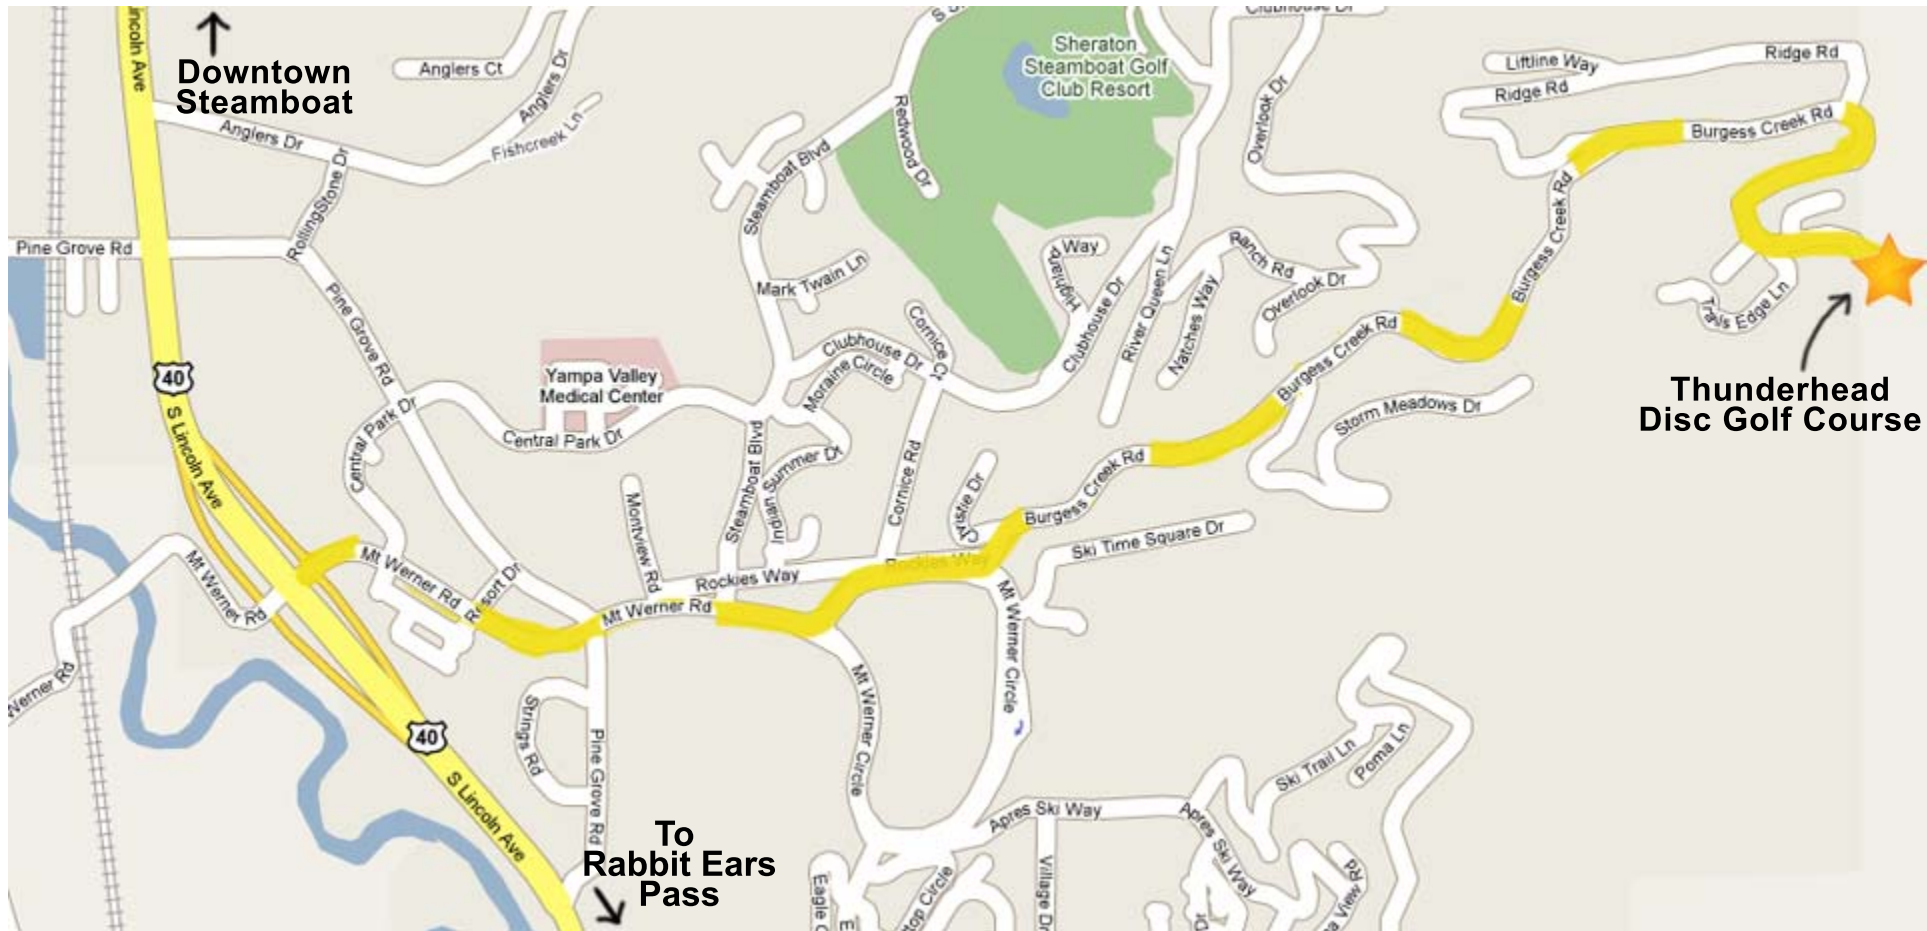 Lincoln Ave
Downtown
Steamboat
Anglers Ct
Anglers Dr
Anglers Dr
Fishcreek Ln
RollingStone Dr
Pine Grove Rd
Pine Grove Rd
40
S Lincoln Ave
Central Park Dr
Central Park Dr
Yampa Valley
Medical Center
Steamboat Blvd
Redwood Dr
Sheraton
Steamboat Golf
Club Resort
Clubhouse Dr
Overlook Dr
Liftline Way
Ridge Rd
Ridge Rd
Burgess Creek Rd
Burgess Creek Rd
Mark Twain Ln
Highland Way
Clubhouse Dr
River Queen Ln
Natches Way
Ranch Rd
Overlook Dr
Trails Edge Ln
Thunderhead
Disc Golf Course
Clubhouse Dr
Cornice Ct
Moraine Circle
Burgess Creek Rd
Storm Meadows Dr
Steamboat Blvd
Indian Summer Dr
Cornice Rd
Christie Dr
Burgess Creek Rd
Ski Time Square Dr
Montview Rd
Rockies Way
Rockies Way
Mt Werner Rd
Mt Werner Rd
Mt Werner Rd
Resort Dr
Werner Rd
Mt Werner Circle
Mt Werner Circle
Strings Rd
Pine Grove Rd
40
S Lincoln Ave
To
Rabbit Ears
Pass
Apres Ski Way
Apres Ski Way
Ski Trail Ln
Poma Ln
Village Dr
Eagle
Circle
View Rd